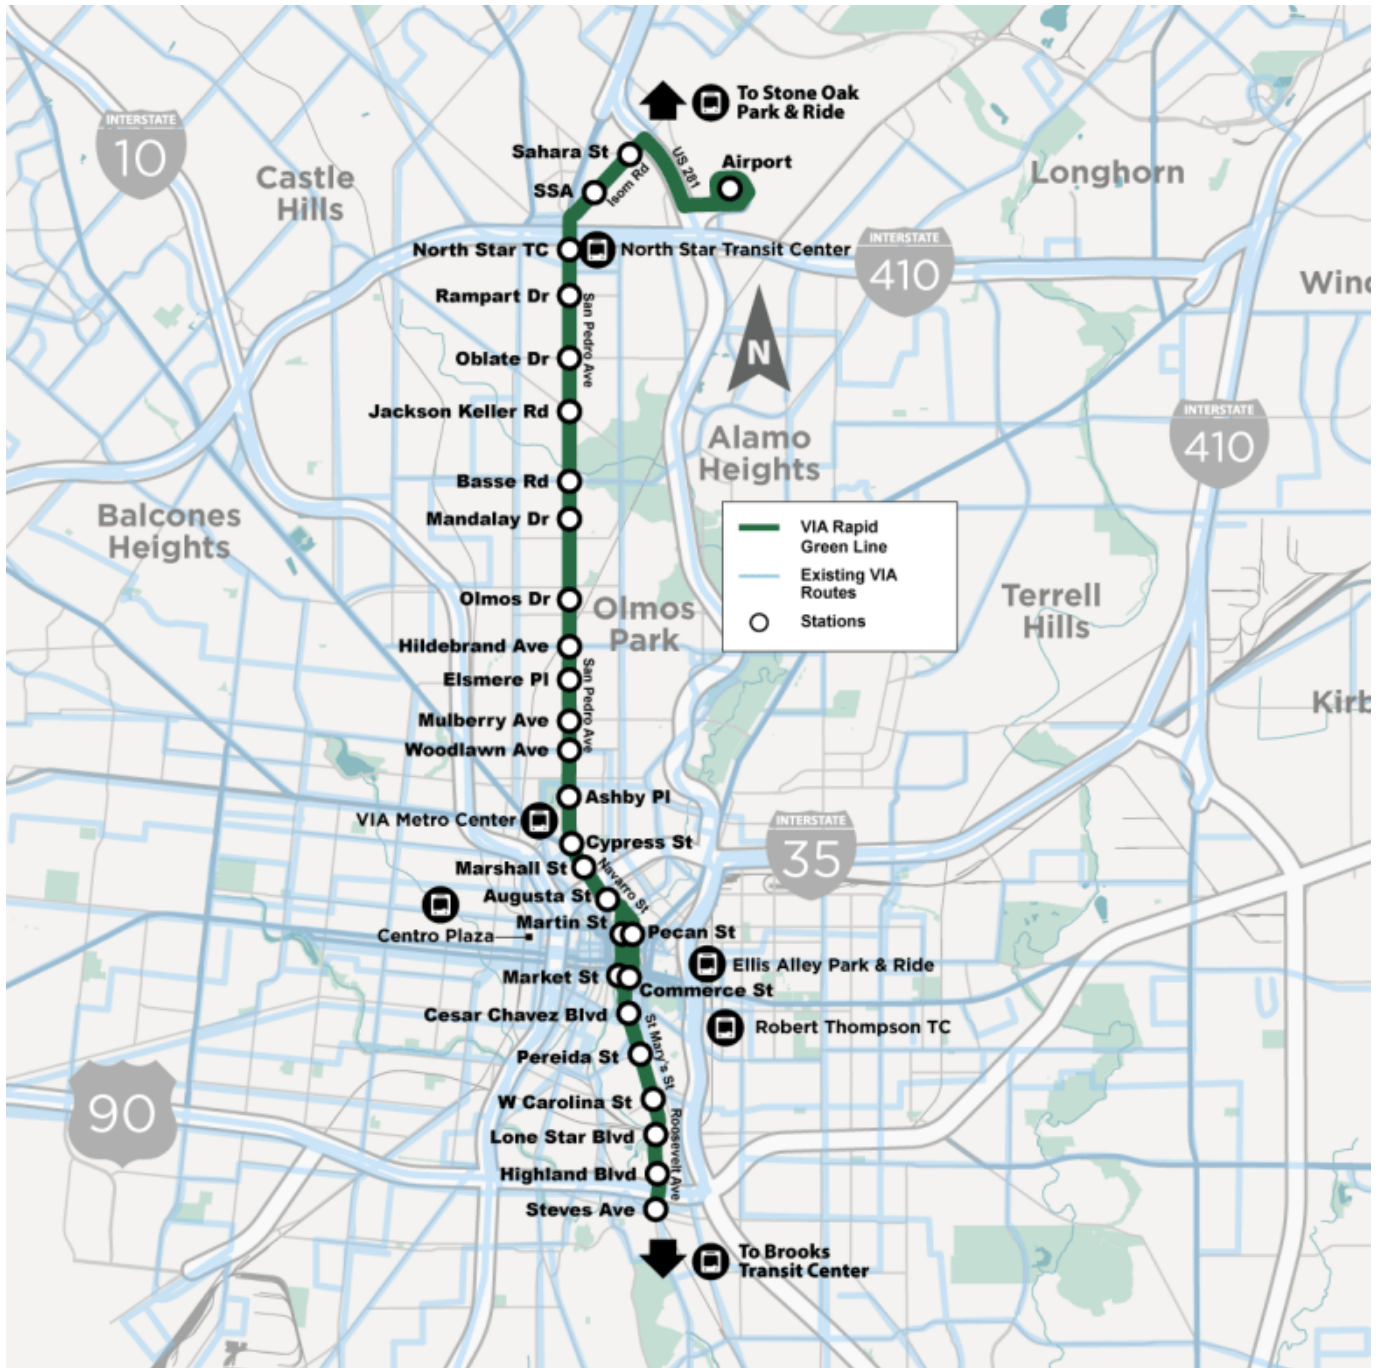 To Stone Oak
Park & Ride
INTERSTATE
10
Sahara St
US 281
Airport
Castle
Hills
Longhorn
SSA
Isom Rd
North Star TC
North Star Transit Center
INTERSTATE
410
Wind
Rampart Dr
San Pedro Ave
N
Oblate Dr
Jackson Keller Rd
INTERSTATE
410
Alamo
Heights
Basse Rd
Mandalay Dr
Balcones
Heights
VIA Rapid
Green Line
Existing VIA
Routes
Stations
Olmos Dr
Olmos
Park
Terrell
Hills
Hildebrand Ave
San Pedro Ave
Elsmere Pl
Kirb
Mulberry Ave
Woodlawn Ave
Ashby Pl
VIA Metro Center
INTERSTATE
35
Cypress St
Marshall St
Navarro St
Augusta St
Martin St
Pecan St
Centro Plaza
Ellis Alley Park & Ride
Market St
Commerce St
Cesar Chavez Blvd
St Mary's St
Robert Thompson TC
Pereida St
90
W Carolina St
Roosevelt Ave
Lone Star Blvd
Highland Blvd
Steves Ave
To Brooks
Transit Center